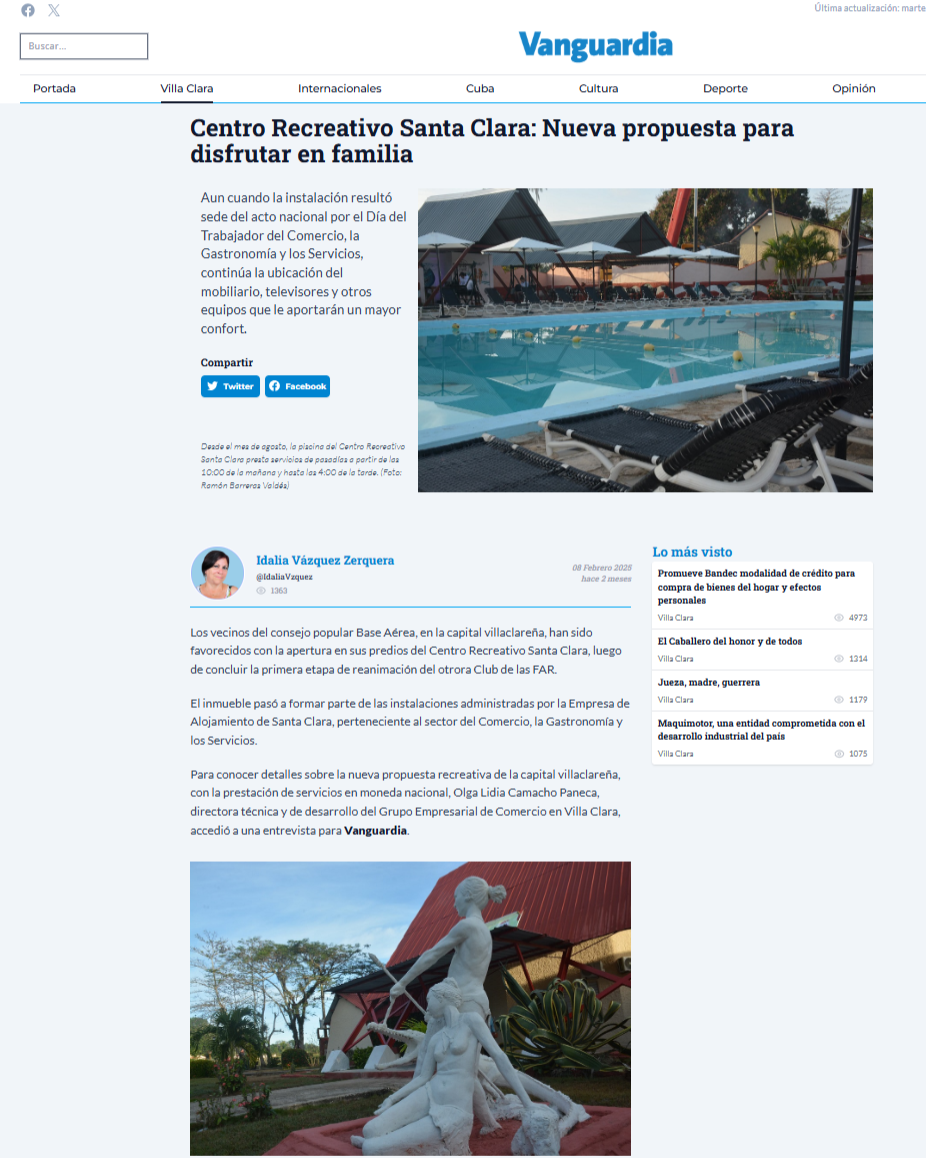 Última actualización: marte
Buscar...
Vanguardia
Portada
Villa Clara
Internacionales
Cuba
Cultura
Deporte
Opinión
Centro Recreativo Santa Clara: Nueva propuesta para
disfrutar en familia
Aun cuando la instalación resultó
sede del acto nacional por el Día del
Trabajador del Comercio, la
Gastronomía y los Servicios,
continúa la ubicación del
mobiliario, televisores y otros
equipos que le aportarán un mayor
confort.
Compartir
Twitter
Facebook
Desde el mes de agosto, la piscina del Centro Recreativo
Santa Clara presta servicios de pasadías a partir de las
10:00 de la mañana y hasta las 4:00 de la tarde. (Foto:
Ramón Barreras Valdés)
Idalia Vázquez Zerquera
@IdaliaVzquez
1363
08 Febrero 2025
hace 2 meses
Los vecinos del consejo popular Base Aérea, en la capital villaclareña, han sido
favorecidos con la apertura en sus predios del Centro Recreativo Santa Clara, luego
de concluir la primera etapa de reanimación del otrora Club de las FAR.
El inmueble pasó a formar parte de las instalaciones administradas por la Empresa de
Alojamiento de Santa Clara, perteneciente al sector del Comercio, la Gastronomía y
los Servicios.
Para conocer detalles sobre la nueva propuesta recreativa de la capital villaclareña,
con la prestación de servicios en moneda nacional, Olga Lidia Camacho Paneca,
directora técnica y de desarrollo del Grupo Empresarial de Comercio en Villa Clara,
accedió a una entrevista para Vanguardia.
Lo más visto
Promueve Bandec modalidad de crédito para
compra de bienes del hogar y efectos
personales
Villa Clara
4973
El Caballero del honor y de todos
Villa Clara
1214
Jueza, madre, guerrera
Villa Clara
1179
Maquimotor, una entidad comprometida con el
desarrollo industrial del país
Villa Clara
1075